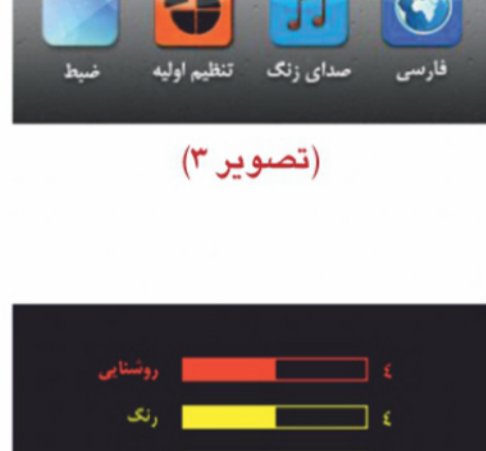 فارسی صدای زنگ تنظیم اولیه ضبط
(تصویر ۳)
روشنایی ٤
رنگ ٤